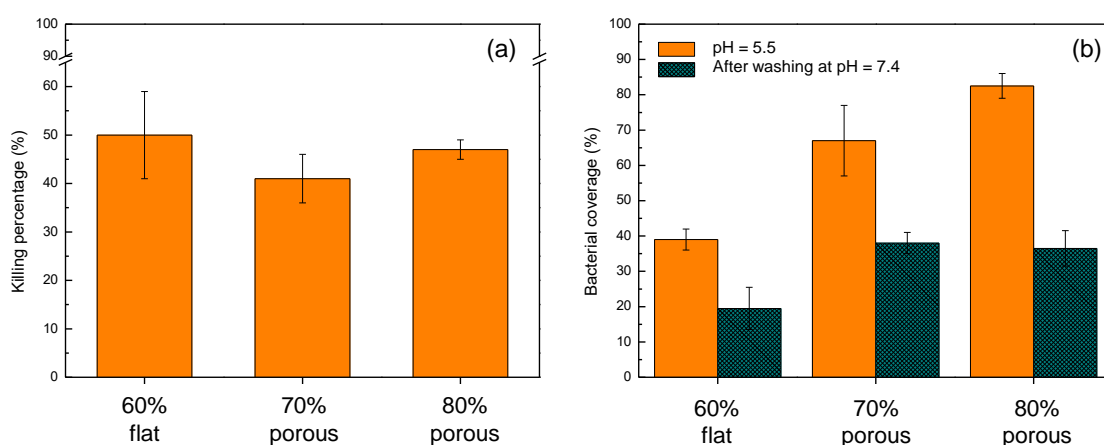 (a)
Killing percentage (%)
100
90
60
50
40
30
20
10
0
60%
flat
70%
porous
80%
porous
(b)
pH = 5.5
After washing at pH = 7.4
Bacterial coverage (%)
100
90
80
70
60
50
40
30
20
10
0
60%
flat
70%
porous
80%
porous